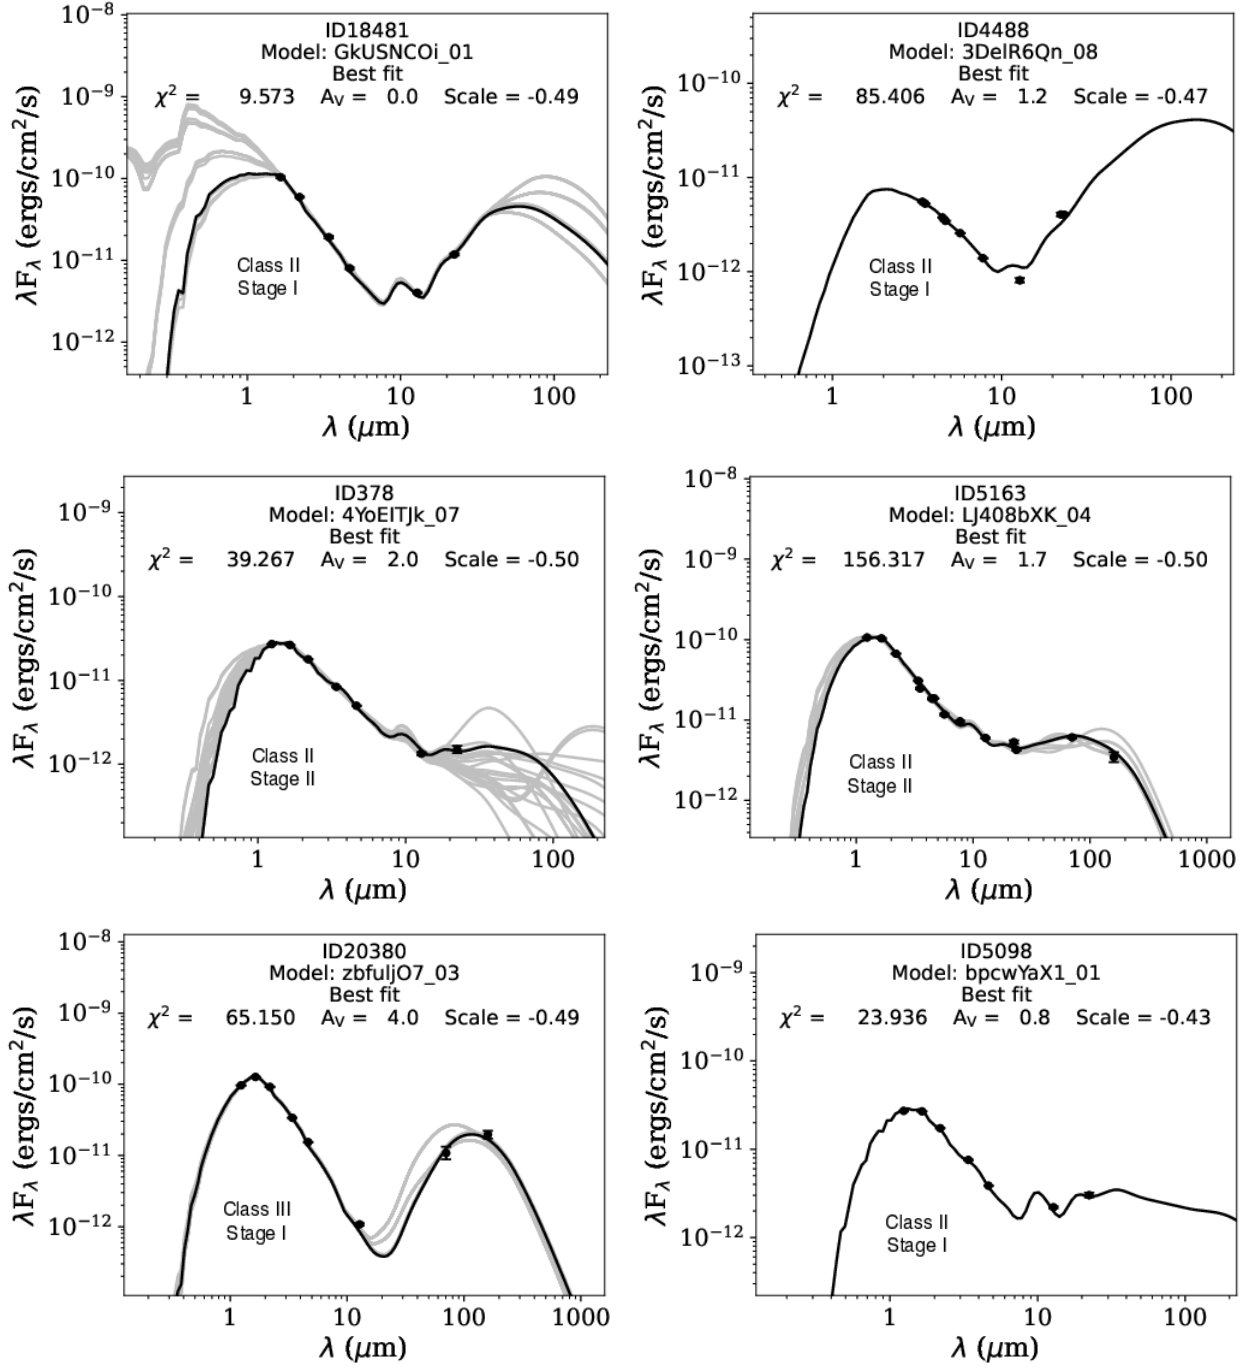 ID18481
Model: GkUSNCOi_01
Best fit
χ² = 9.573 A_V = 0.0 Scale = -0.49
10⁻⁸
10⁻⁹
10⁻¹⁰
10⁻¹¹
10⁻¹²
λF_λ (ergs/cm²/s)
Class II
Stage I
1 10 100
λ (μm)
ID4488
Model: 3DelR6Qn_08
Best fit
χ² = 85.406 A_V = 1.2 Scale = -0.47
10⁻¹⁰
10⁻¹¹
10⁻¹²
10⁻¹³
λF_λ (ergs/cm²/s)
Class II
Stage I
1 10 100
λ (μm)
ID378
Model: 4YoElTJk_07
Best fit
χ² = 39.267 A_V = 2.0 Scale = -0.50
10⁻⁹
10⁻¹⁰
10⁻¹¹
10⁻¹²
λF_λ (ergs/cm²/s)
Class II
Stage II
1 10 100
λ (μm)
ID5163
Model: LJ408bXK_04
Best fit
χ² = 156.317 A_V = 1.7 Scale = -0.50
10⁻⁸
10⁻⁹
10⁻¹⁰
10⁻¹¹
10⁻¹²
λF_λ (ergs/cm²/s)
Class II
Stage II
1 10 100 1000
λ (μm)
ID20380
Model: zbfuljO7_03
Best fit
χ² = 65.150 A_V = 4.0 Scale = -0.49
10⁻⁸
10⁻⁹
10⁻¹⁰
10⁻¹¹
10⁻¹²
λF_λ (ergs/cm²/s)
Class III
Stage I
1 10 100 1000
λ (μm)
ID5098
Model: bpcwYaX1_01
Best fit
χ² = 23.936 A_V = 0.8 Scale = -0.43
10⁻⁹
10⁻¹⁰
10⁻¹¹
10⁻¹²
λF_λ (ergs/cm²/s)
Class II
Stage I
1 10 100
λ (μm)